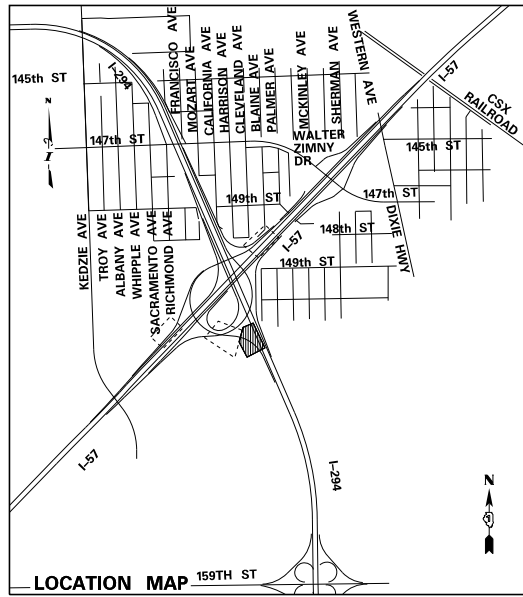 FRANCISCO AVE
MOZART AVE
CALIFORNIA AVE
HARRISON AVE
CLEVELAND AVE
BLAINE AVE
PALMER AVE
MCKINLEY AVE
SHERMAN AVE
WESTERN AVE
I-57
CSX
RAILROAD
145th ST
I-294
N
147th ST
WALTER
ZIMNY
DR
145th ST
149th ST
147th ST
148th ST
I-57
149th ST
DIXIE HWY
KEDZIE AVE
TROY AVE
ALBANY AVE
WHIPPLE AVE
SACRAMENTO AVE
RICHMOND AVE
I-57
I-294
N
LOCATION MAP
159TH ST